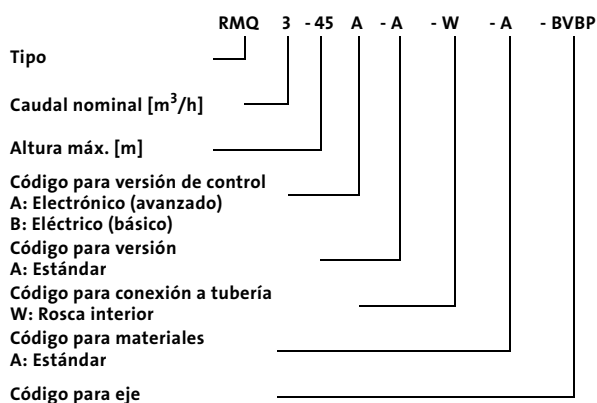 RMQ 3 - 45 A - A - W - A - BVBP
Tipo
Caudal nominal [m³/h]
Altura máx. [m]
Código para versión de control
A: Electrónico (avanzado)
B: Eléctrico (básico)
Código para versión
A: Estándar
Código para conexión a tubería
W: Rosca interior
Código para materiales
A: Estándar
Código para eje